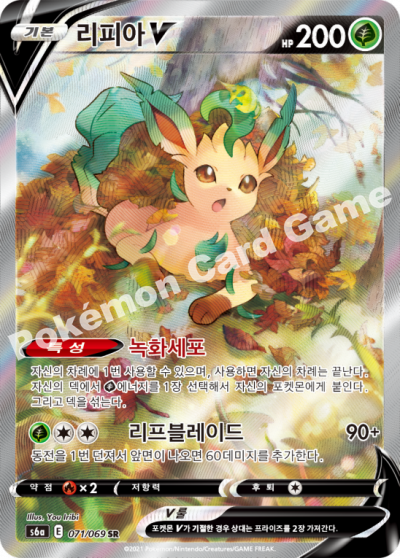 기본 리피아 V HP 200
Pokémon Card Game
특성 녹화세포
자신의 차례에 1번 사용할 수 있으며, 사용하면 자신의 차례는 끝난다.
자신의 덱에서 에너지를 1장 선택해서 자신의 포켓몬에게 붙인다.
그리고 덱을 섞는다.
리프블레이드 90+
동전을 1번 던져서 앞면이 나오면 60데미지를 추가한다.
약점 ×2 저항력 후퇴
Illus. You Iribi
V룰
s6a E 071/069 SR
포켓몬 V가 기절한 경우 상대는 프라이즈를 2장 가져간다.
©2021 Pokémon/Nintendo/Creatures/GAME FREAK.